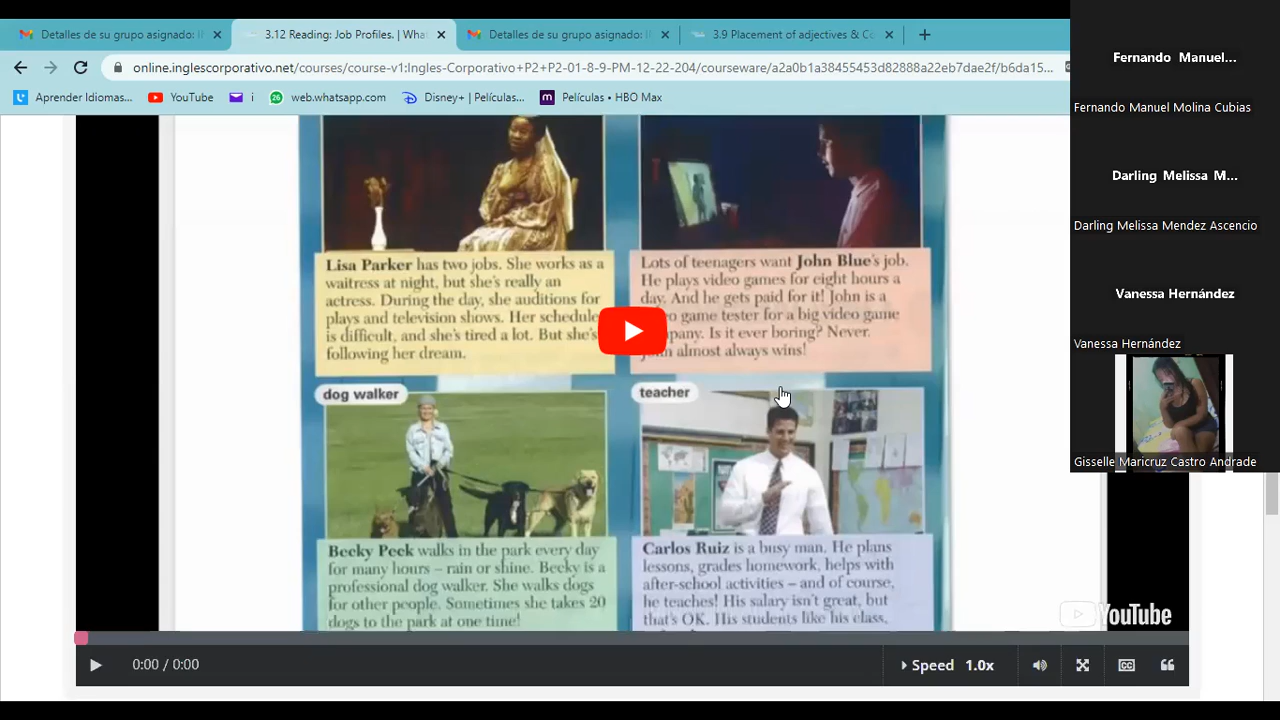 Detalles de su grupo asignado: I
3.12 Reading: Job Profiles. | Wha
Detalles de su grupo asignado: I
3.9 Placement of adjectives & C
online.inglescorporativo.net/courses/course-v1:Ingles-Corporativo+P2+P2-01-8-9-PM-12-22-204/courseware/a2a0b1a38455453d82888a22eb7dae2f/b6da15...
Aprender Idiomas...
YouTube
i
web.whatsapp.com
Disney+ | Películas...
Películas • HBO Max
Lisa Parker has two jobs. She works as a
waitress at night, but she's really an
actress. During the day, she auditions for
plays and television shows. Her schedule
is difficult, and she's tired a lot. But she's
following her dream.
Lots of teenagers want John Blue's job.
He plays video games for eight hours a
day. And he gets paid for it! John is a
game tester for a big video game
Is it ever boring? Never.
almost always wins!
dog walker
teacher
Becky Peek walks in the park every day
for many hours – rain or shine. Becky is a
professional dog walker. She walks dogs
for other people. Sometimes she takes 20
dogs to the park at one time!
Carlos Ruiz is a busy man. He plans
lessons, grades homework, helps with
after-school activities – and of course,
he teaches! His salary isn't great, but
that's OK. His students like his class,
YouTube
0:00 / 0:00
Speed 1.0x
CC
Fernando Manuel...
Fernando Manuel Molina Cubias
Darling Melissa M...
Darling Melissa Mendez Ascencio
Vanessa Hernández
Vanessa Hernández
Gisselle Maricruz Castro Andrade